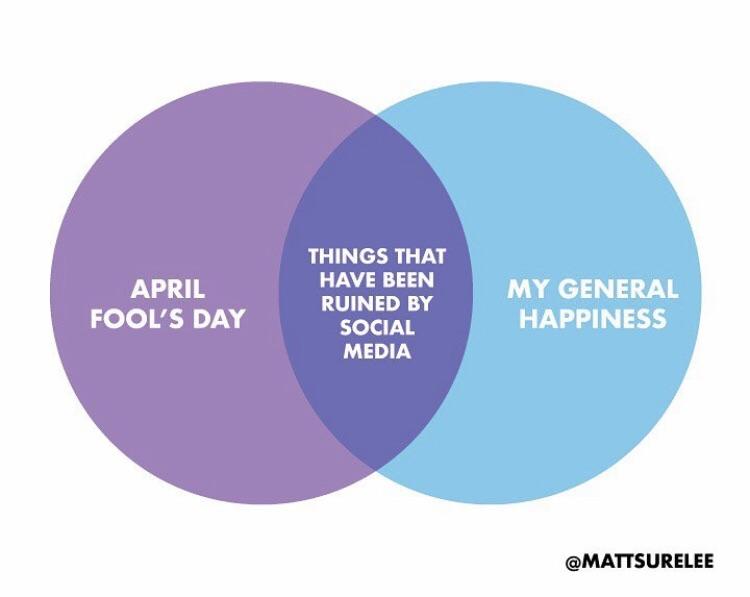 APRIL
FOOL'S DAY
THINGS THAT
HAVE BEEN
RUINED BY
SOCIAL
MEDIA
MY GENERAL
HAPPINESS
@MATTSURELEE